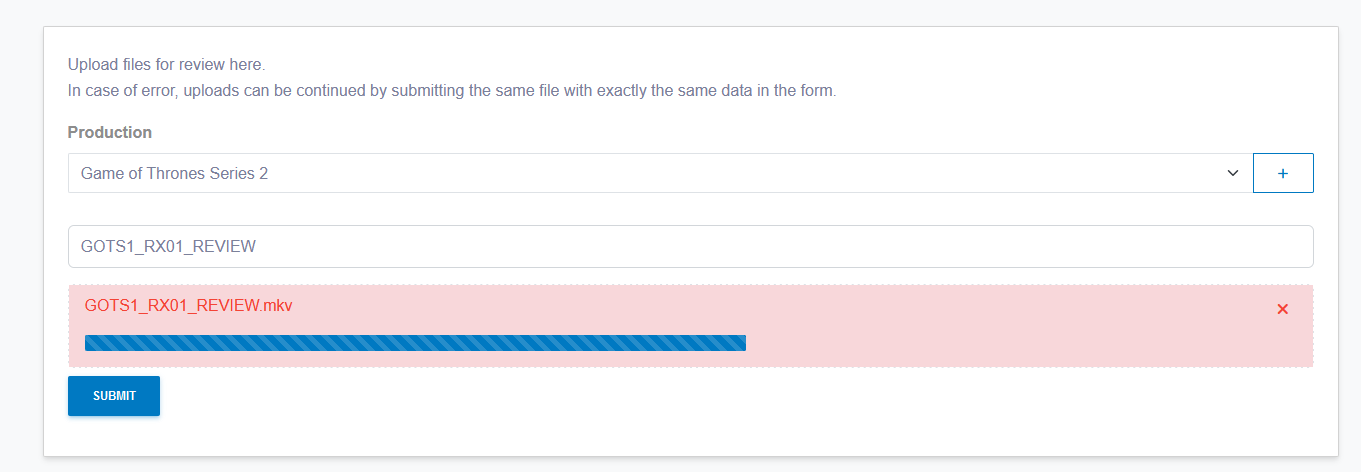 Upload files for review here.
In case of error, uploads can be continued by submitting the same file with exactly the same data in the form.
Production
Game of Thrones Series 2
+
GOTS1_RX01_REVIEW
GOTS1_RX01_REVIEW.mkv
SUBMIT